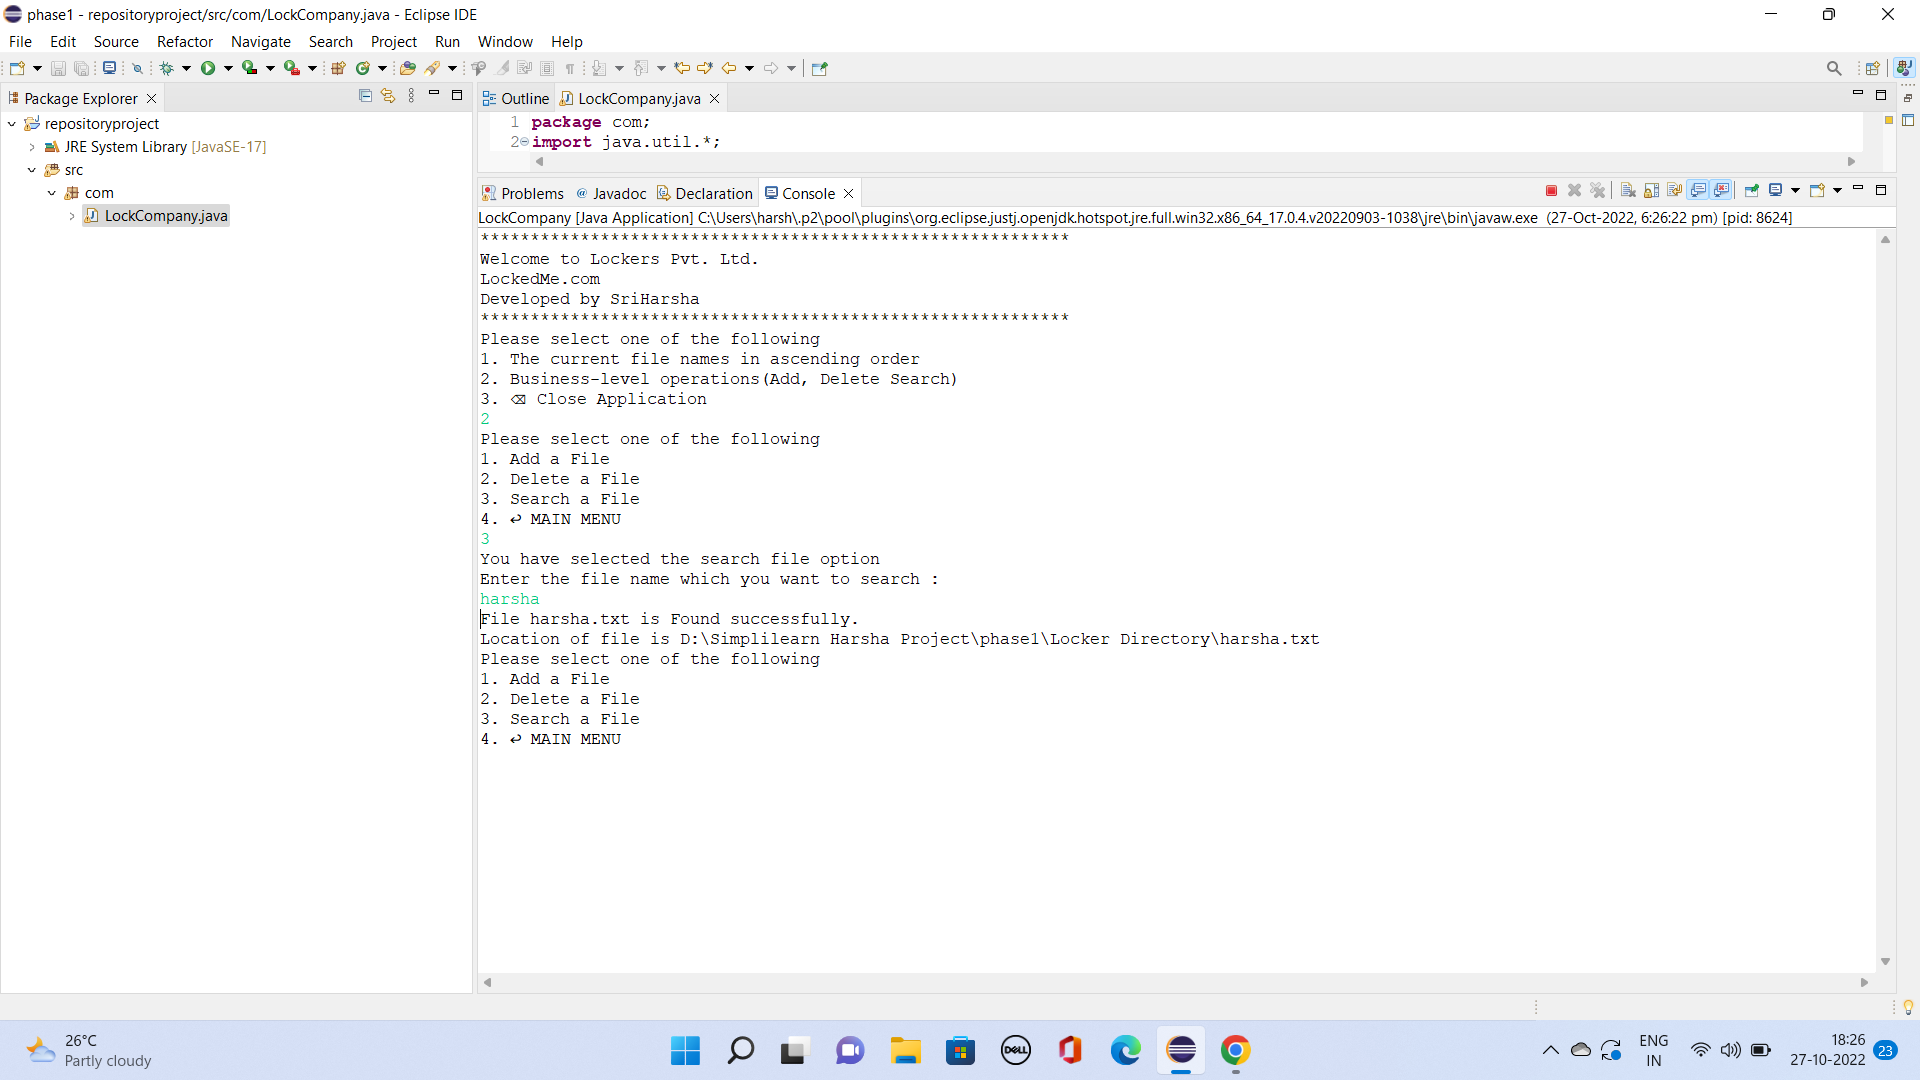 phase1 - repositoryproject/src/com/LockCompany.java - Eclipse IDE
File Edit Source Refactor Navigate Search Project Run Window Help
Package Explorer
repositoryproject
JRE System Library [JavaSE-17]
src
com
LockCompany.java
Outline LockCompany.java
1 package com;
2 import java.util.*;
Problems Javadoc Declaration Console
LockCompany [Java Application] C:\Users\harsh\.p2\pool\plugins\org.eclipse.justj.openjdk.hotspot.jre.full.win32.x86_64_17.0.4.v20220903-1038\jre\bin\javaw.exe (27-Oct-2022, 6:26:22 pm) [pid: 8624]
***********************************************************
Welcome to Lockers Pvt. Ltd.
LockedMe.com
Developed by SriHarsha
***********************************************************
Please select one of the following
1. The current file names in ascending order
2. Business-level operations(Add, Delete Search)
3. ⌫ Close Application
2
Please select one of the following
1. Add a File
2. Delete a File
3. Search a File
4. ↩ MAIN MENU
3
You have selected the search file option
Enter the file name which you want to search :
harsha
File harsha.txt is Found successfully.
Location of file is D:\Simplilearn Harsha Project\phase1\Locker Directory\harsha.txt
Please select one of the following
1. Add a File
2. Delete a File
3. Search a File
4. ↩ MAIN MENU
26°C
Partly cloudy
DELL
ENG
IN
18:26
27-10-2022
23